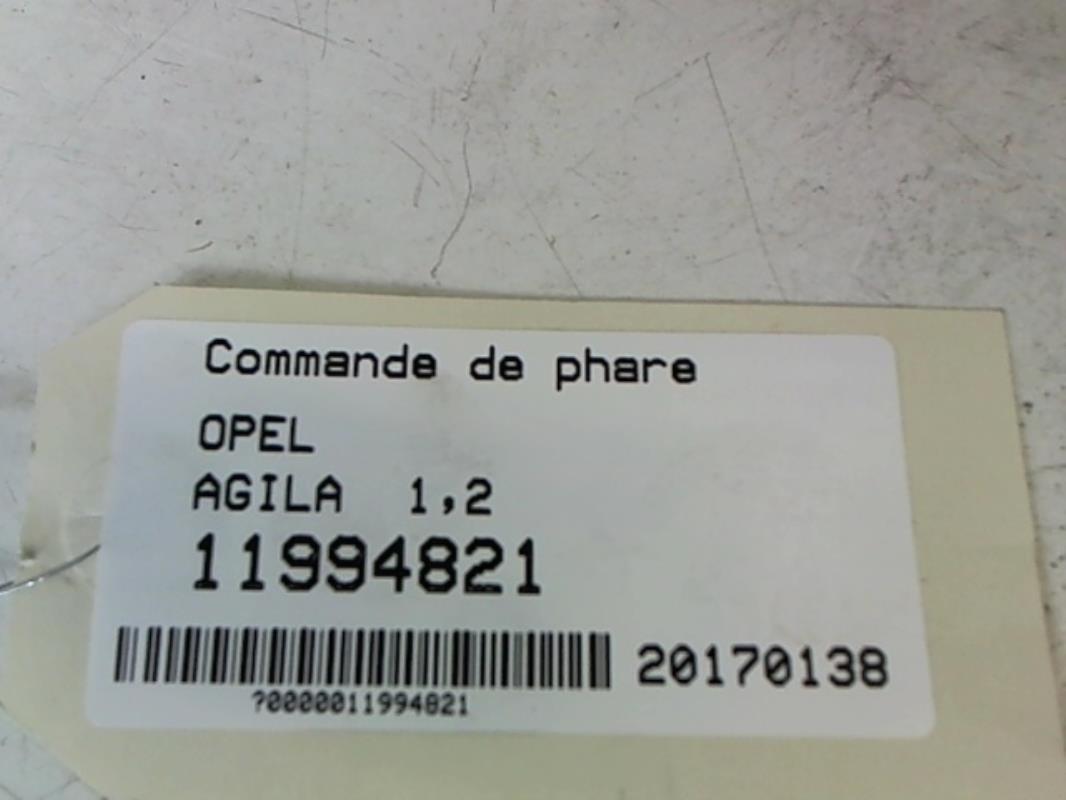 Commande de phare
OPEL
AGILA 1,2
11994821
20170138
?0000011994821